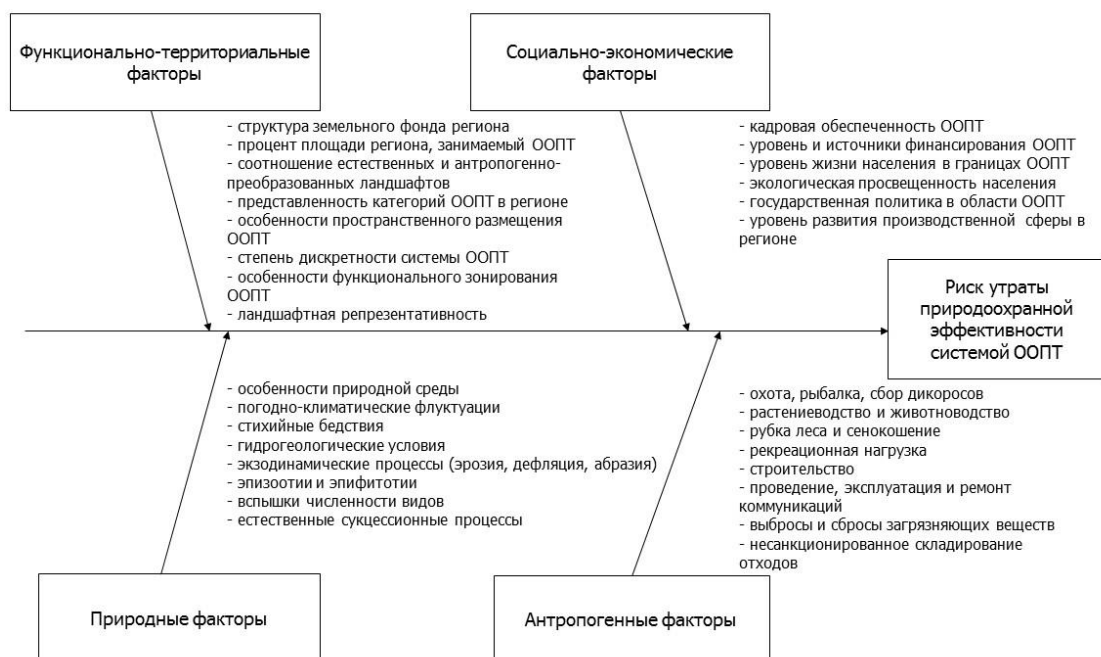 Функционально-территориальные
факторы
- структура земельного фонда региона
- процент площади региона, занимаемый ООПТ
- соотношение естественных и антропогенно-
преобразованных ландшафтов
- представленность категорий ООПТ в регионе
- особенности пространственного размещения
ООПТ
- степень дискретности системы ООПТ
- особенности функционального зонирования
ООПТ
- ландшафтная репрезентативность
Социально-экономические
факторы
- кадровая обеспеченность ООПТ
- уровень и источники финансирования ООПТ
- уровень жизни населения в границах ООПТ
- экологическая просвещенность населения
- государственная политика в области ООПТ
- уровень развития производственной сферы в
регионе
Риск утраты
природоохранной
эффективности
системой ООПТ
- особенности природной среды
- погодно-климатические флуктуации
- стихийные бедствия
- гидрогеологические условия
- экзодинамические процессы (эрозия, дефляция, абразия)
- эпизоотии и эпифитотии
- вспышки численности видов
- естественные сукцессионные процессы
Природные факторы
- охота, рыбалка, сбор дикоросов
- растениеводство и животноводство
- рубка леса и сенокошение
- рекреационная нагрузка
- строительство
- проведение, эксплуатация и ремонт
коммуникаций
- выбросы и сбросы загрязняющих веществ
- несанкционированное складирование
отходов
Антропогенные факторы